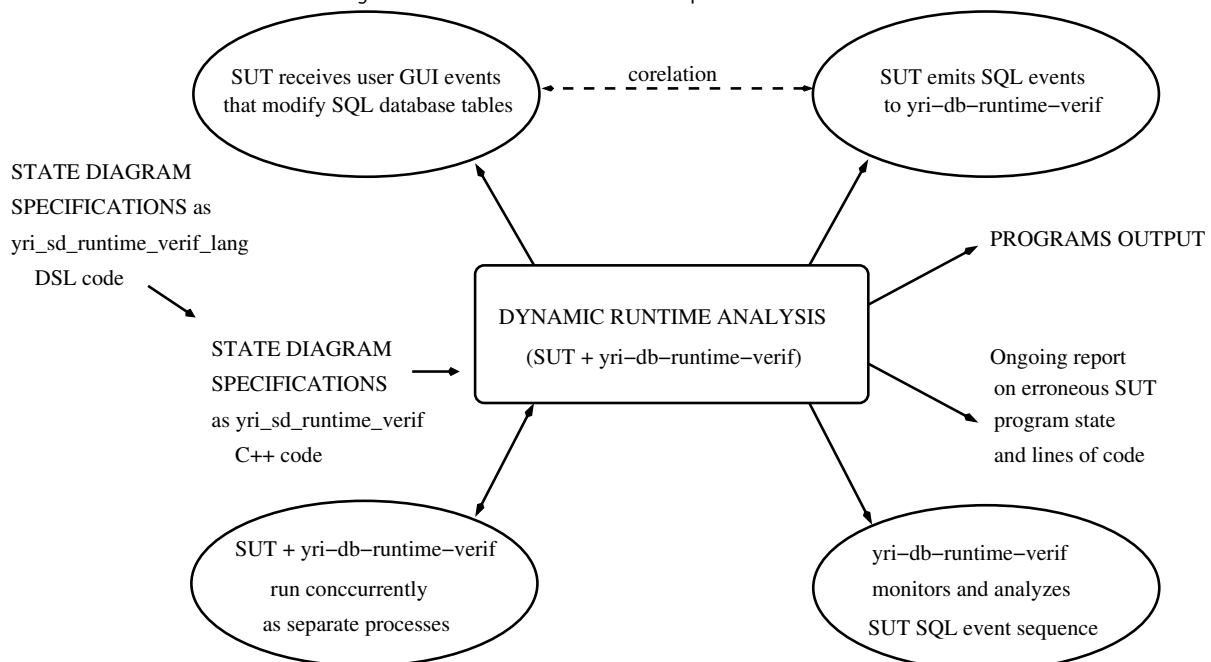 SUT receives user GUI events
that modify SQL database tables
corelation
SUT emits SQL events
to yri−db−runtime−verif
STATE DIAGRAM
SPECIFICATIONS as
yri_sd_runtime_verif_lang
DSL code
PROGRAMS OUTPUT
DYNAMIC RUNTIME ANALYSIS
(SUT + yri−db−runtime−verif)
STATE DIAGRAM
SPECIFICATIONS
as yri_sd_runtime_verif
C++ code
Ongoing report
on erroneous SUT
program state
and lines of code
SUT + yri−db−runtime−verif
run conccurrently
as separate processes
yri−db−runtime−verif
monitors and analyzes
SUT SQL event sequence